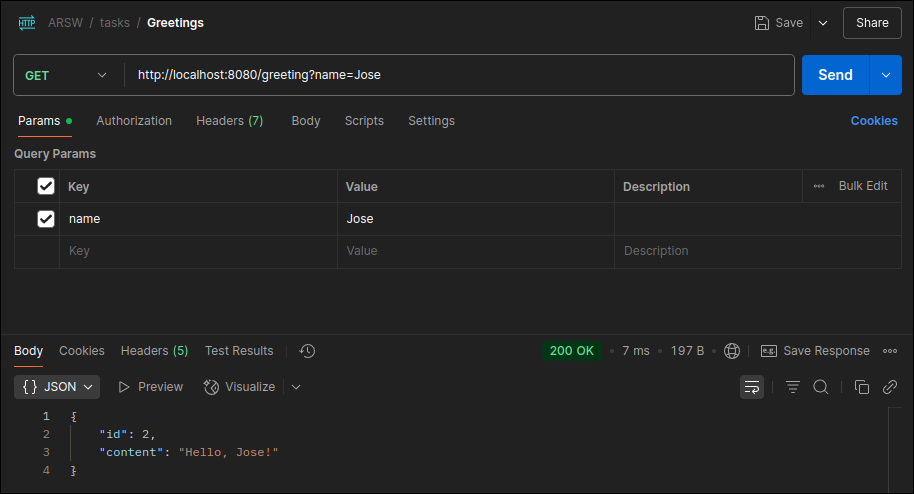 HTTP ARSW / tasks / Greetings Save Share
GET http://localhost:8080/greeting?name=Jose Send
Params Authorization Headers (7) Body Scripts Settings Cookies
Query Params
Key Value Description Bulk Edit
name Jose
Key Value Description
Body Cookies Headers (5) Test Results 200 OK 7 ms 197 B e.g. Save Response
{} JSON Preview Visualize
1 {
2 "id": 2,
3 "content": "Hello, Jose!"
4 }